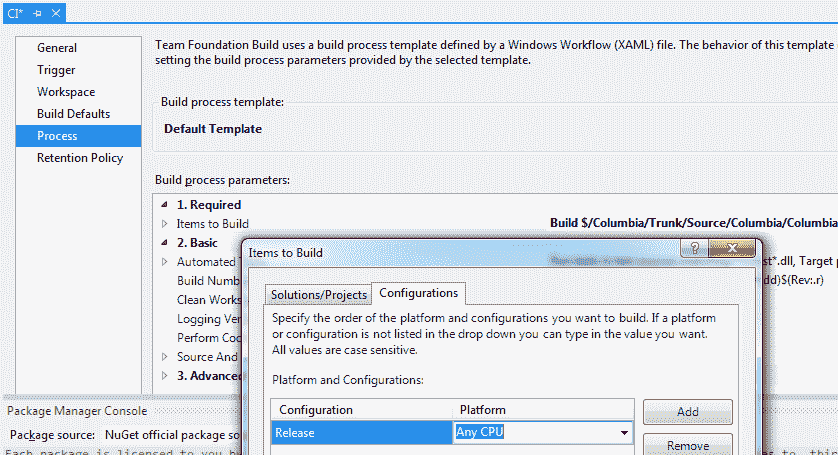 CI*
General
Trigger
Workspace
Build Defaults
Process
Retention Policy
Team Foundation Build uses a build process template defined by a Windows Workflow (XAML) file. The behavior of this template
setting the build process parameters provided by the selected template.
Build process template:
Default Template
Build process parameters:
1. Required
Items to Build Build $/Columbia/Trunk/Source/Columbia/Columbia
2. Basic
Automated st*.dll, Target p
Build Numb dd)$(Rev:.r)
Clean Works
Logging Ver
Perform Cod
Source And
3. Advanced
Items to Build
?
Solutions/Projects Configurations
Specify the order of the platform and configurations you want to build. If a platform
or configuration is not listed in the drop down you can type in the value you want.
All values are case sensitive.
Platform and Configurations:
Configuration Platform
Release Any CPU
Add
Remove
Package Manager Console
Package source: NuGet official package so
Each package is licensed to you b